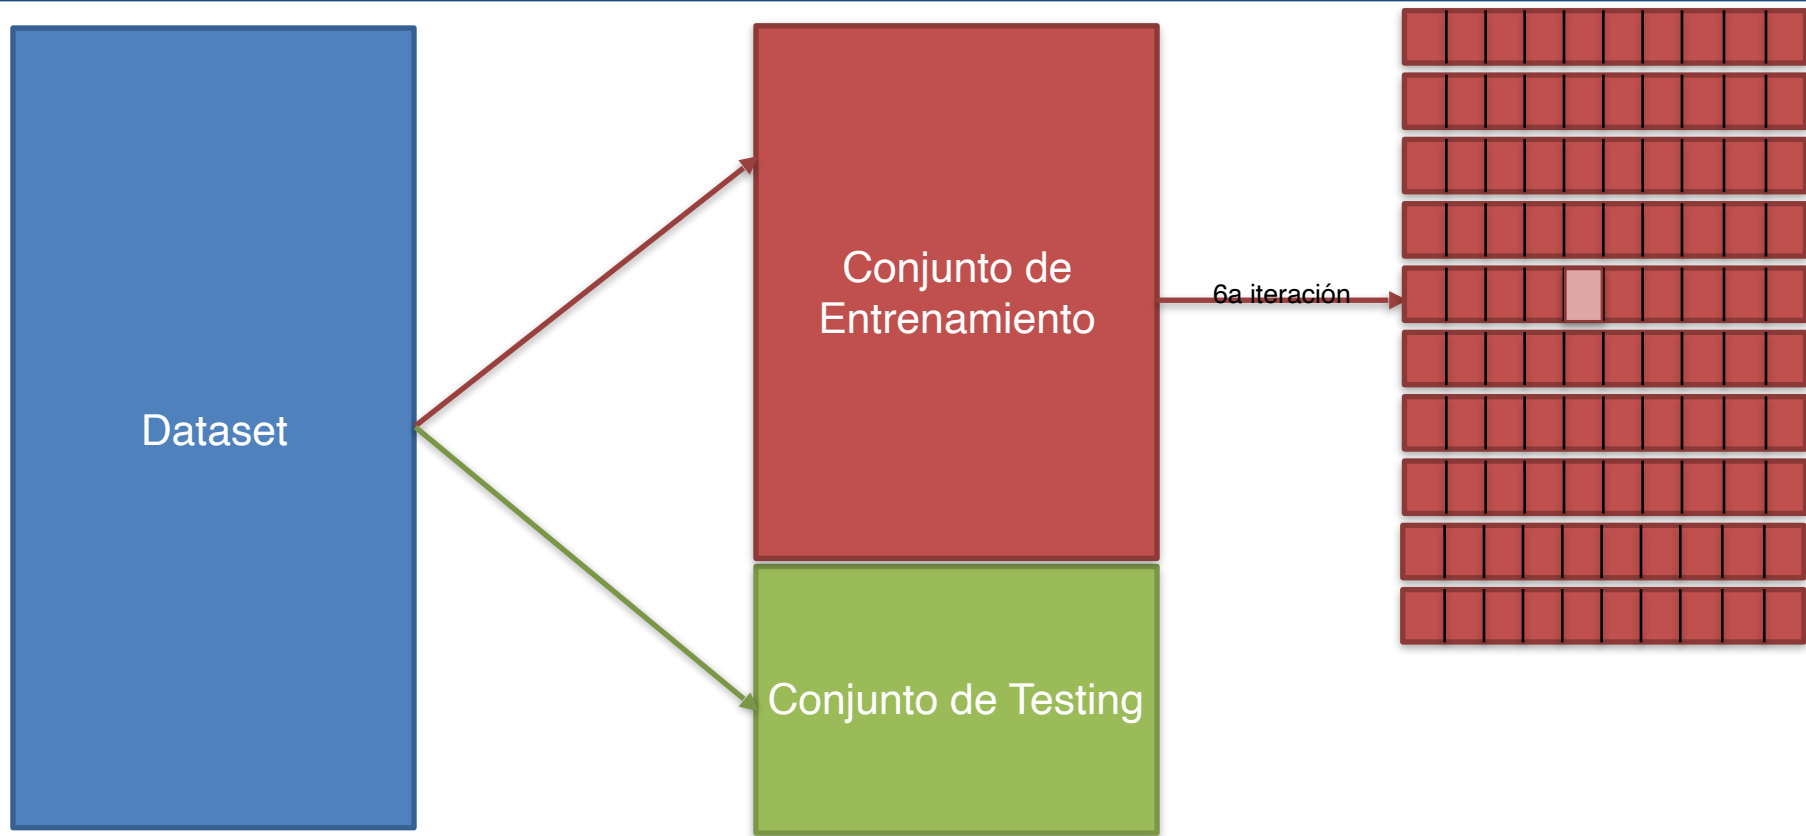 Dataset
Conjunto de
Entrenamiento
6a iteración
Conjunto de Testing